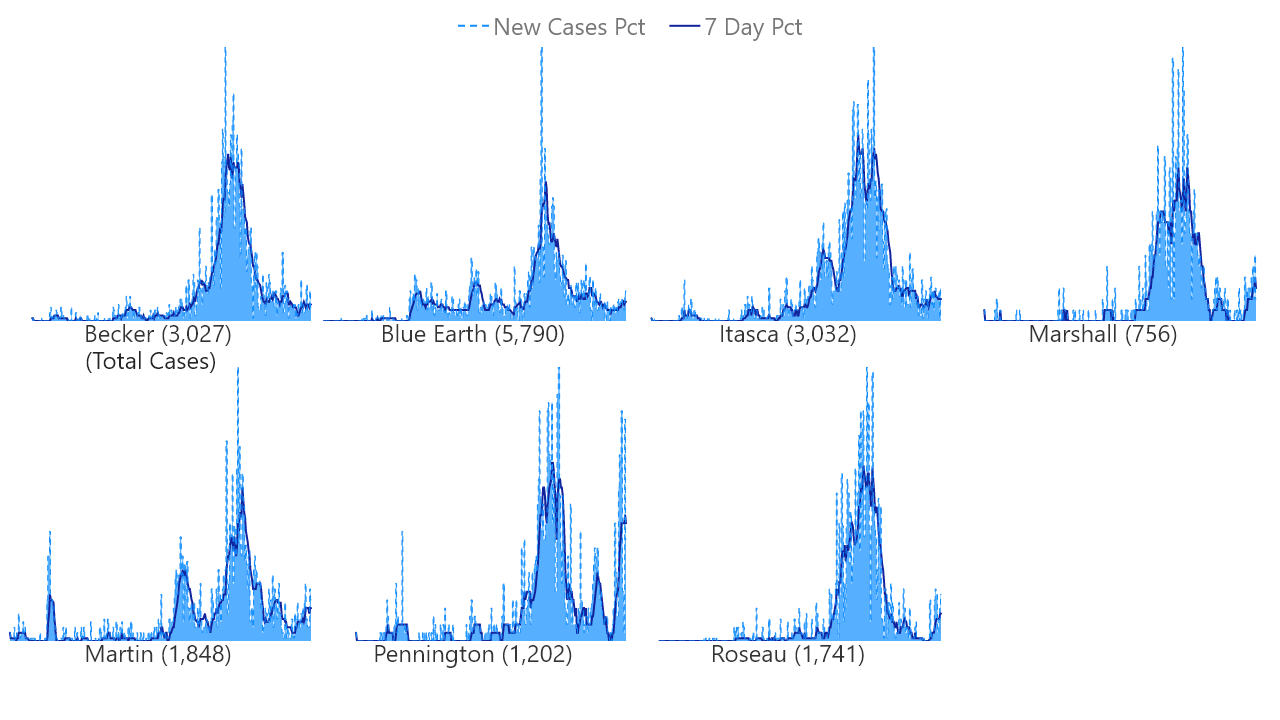 New Cases Pct 7 Day Pct
Becker (3,027) Blue Earth (5,790) Itasca (3,032) Marshall (756)
(Total Cases)
Martin (1,848) Pennington (1,202) Roseau (1,741)